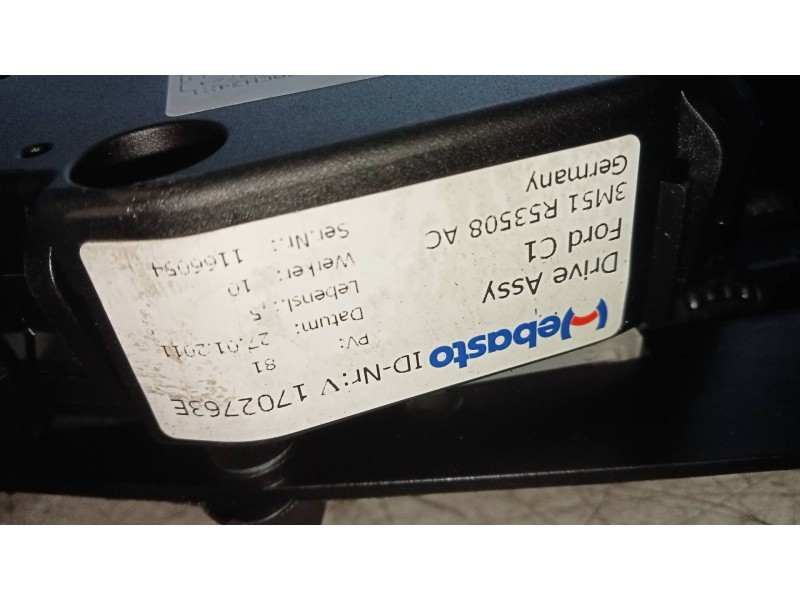 Webasto ID-Nr:V 1702763E
Drive Assy
Ford C1
3M51 R53508 AC
Germany
PV: 81
Datum: 27.01.2011
Lebensl.: 5
Werker: 10
Ser.Nr.: 1166054